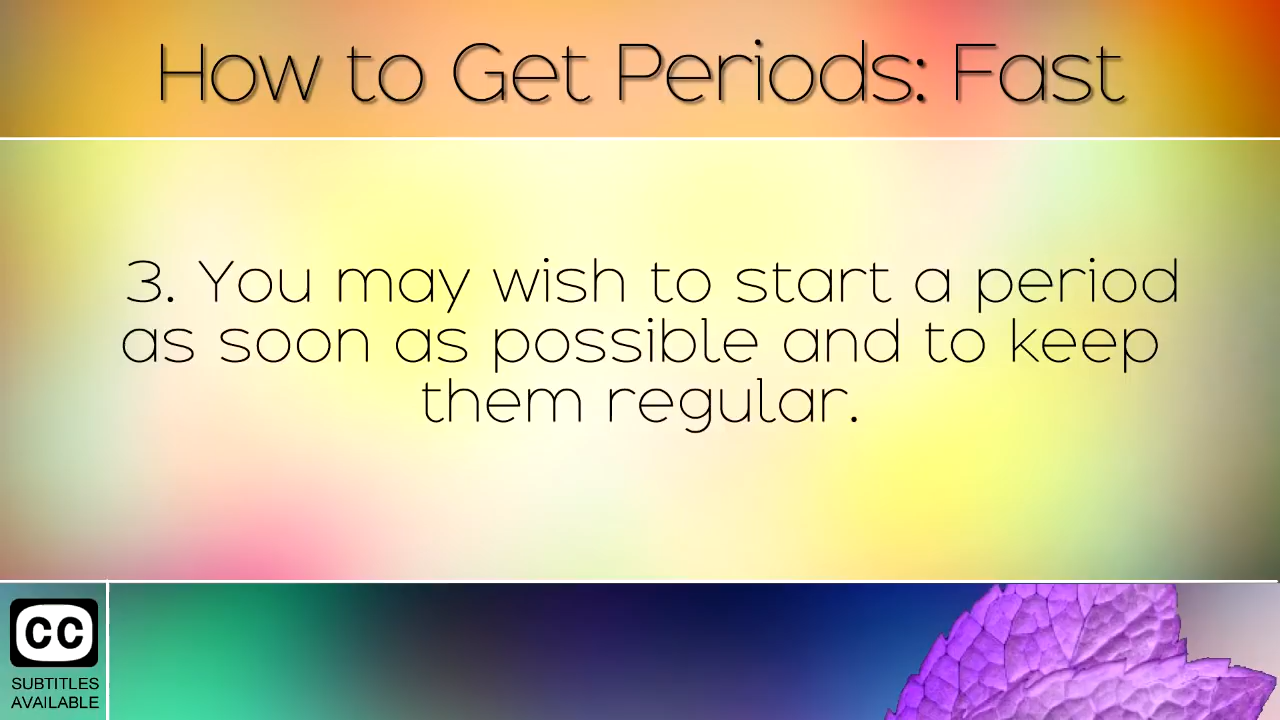 How to Get Periods: Fast
3. You may wish to start a period
as soon as possible and to keep
them regular.
CC
SUBTITLES
AVAILABLE